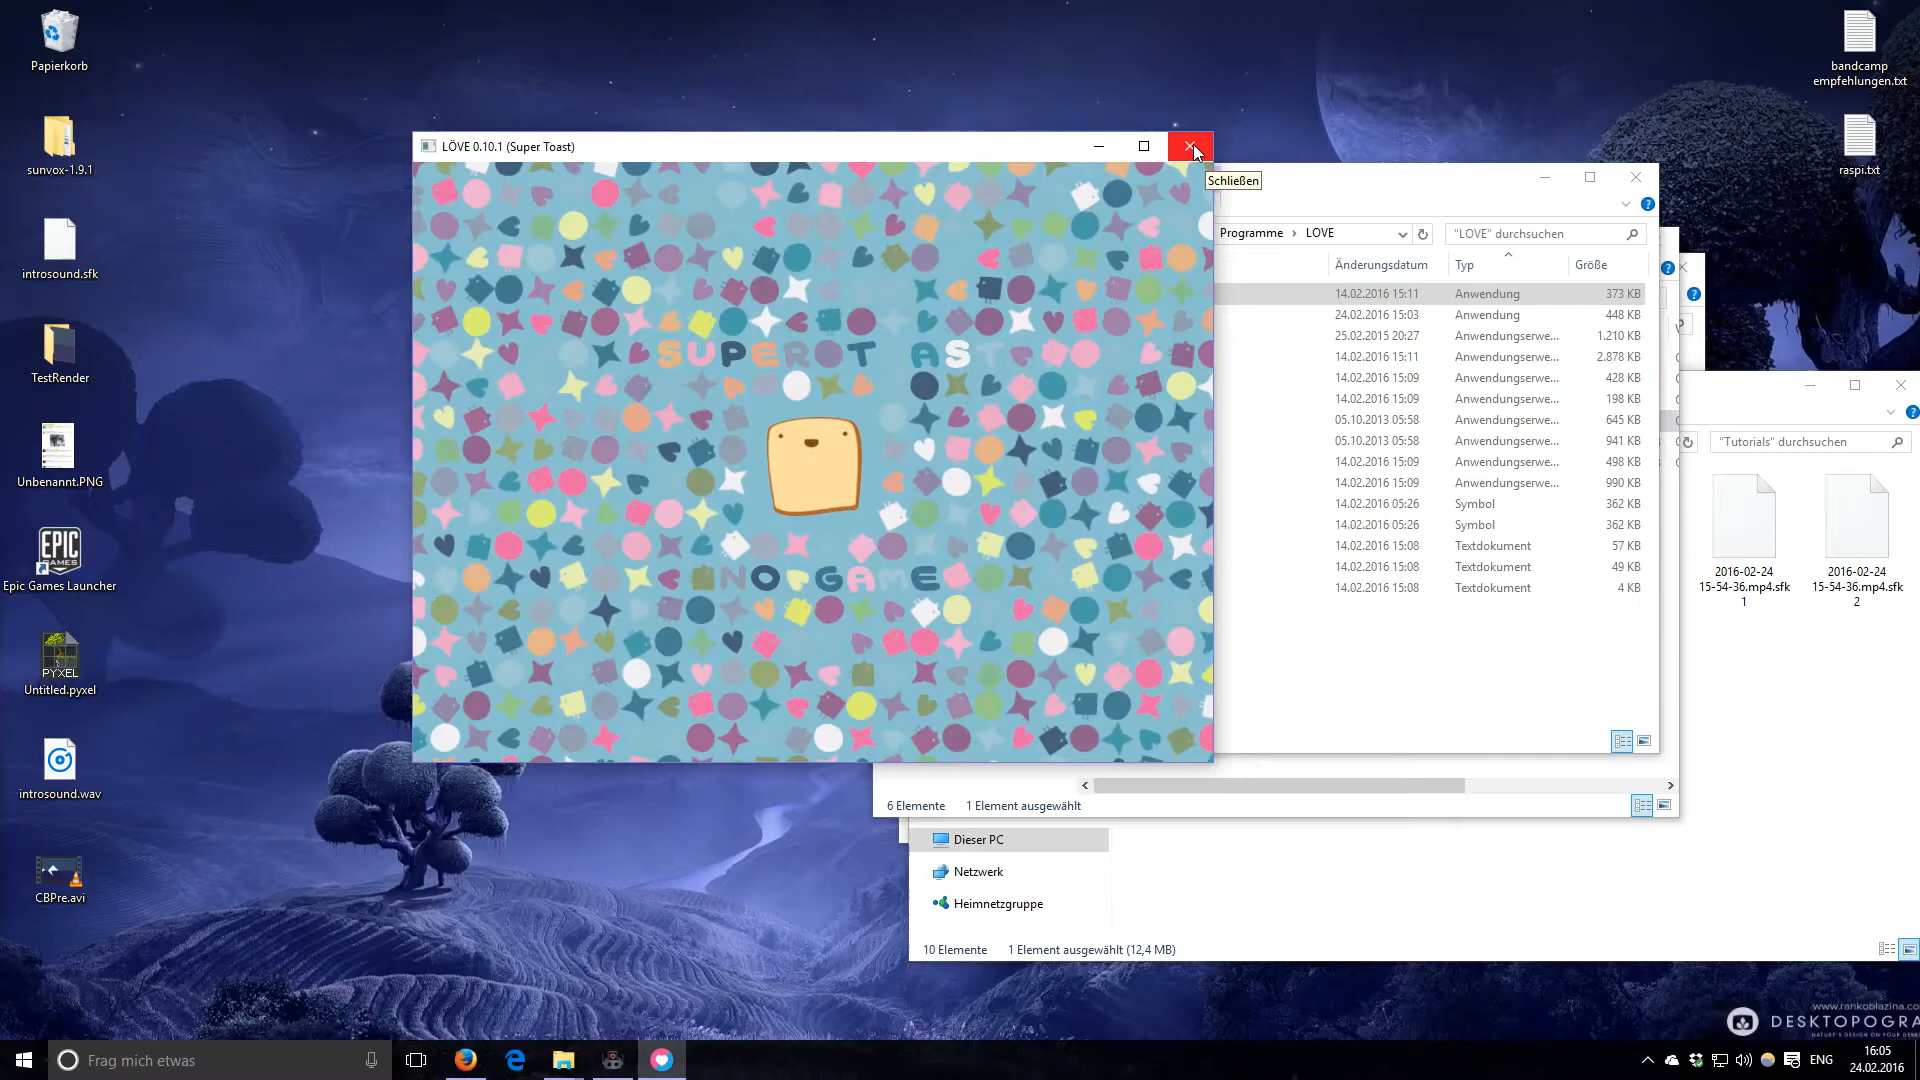 Papierkorb
sunvox-1.9.1
introsound.sfk
TestRender
Unbenannt.PNG
EPIC
GAMES
Epic Games Launcher
PYXEL
Untitled.pyxel
introsound.wav
CBPre.avi
bandcamp
empfehlungen.txt
raspi.txt
LÖVE 0.10.1 (Super Toast)
Schließen
SUPER T AST
NO GAME
Programme > LOVE
"LOVE" durchsuchen
Änderungsdatum Typ Größe
14.02.2016 15:11 Anwendung 373 KB
24.02.2016 15:03 Anwendung 448 KB
25.02.2015 20:27 Anwendungserwe... 1.210 KB
14.02.2016 15:11 Anwendungserwe... 2.878 KB
14.02.2016 15:09 Anwendungserwe... 428 KB
14.02.2016 15:09 Anwendungserwe... 198 KB
05.10.2013 05:58 Anwendungserwe... 645 KB
05.10.2013 05:58 Anwendungserwe... 941 KB
14.02.2016 15:09 Anwendungserwe... 498 KB
14.02.2016 15:09 Anwendungserwe... 990 KB
14.02.2016 05:26 Symbol 362 KB
14.02.2016 05:26 Symbol 362 KB
14.02.2016 15:08 Textdokument 57 KB
14.02.2016 15:08 Textdokument 49 KB
14.02.2016 15:08 Textdokument 4 KB
6 Elemente 1 Element ausgewählt
"Tutorials" durchsuchen
2016-02-24
15-54-36.mp4.sfk
1
2016-02-24
15-54-36.mp4.sfk
2
Dieser PC
Netzwerk
Heimnetzgruppe
10 Elemente 1 Element ausgewählt (12,4 MB)
www.rankoblazina.co
DESKTOPOGRA
Frag mich etwas
ENG
16:05
24.02.2016